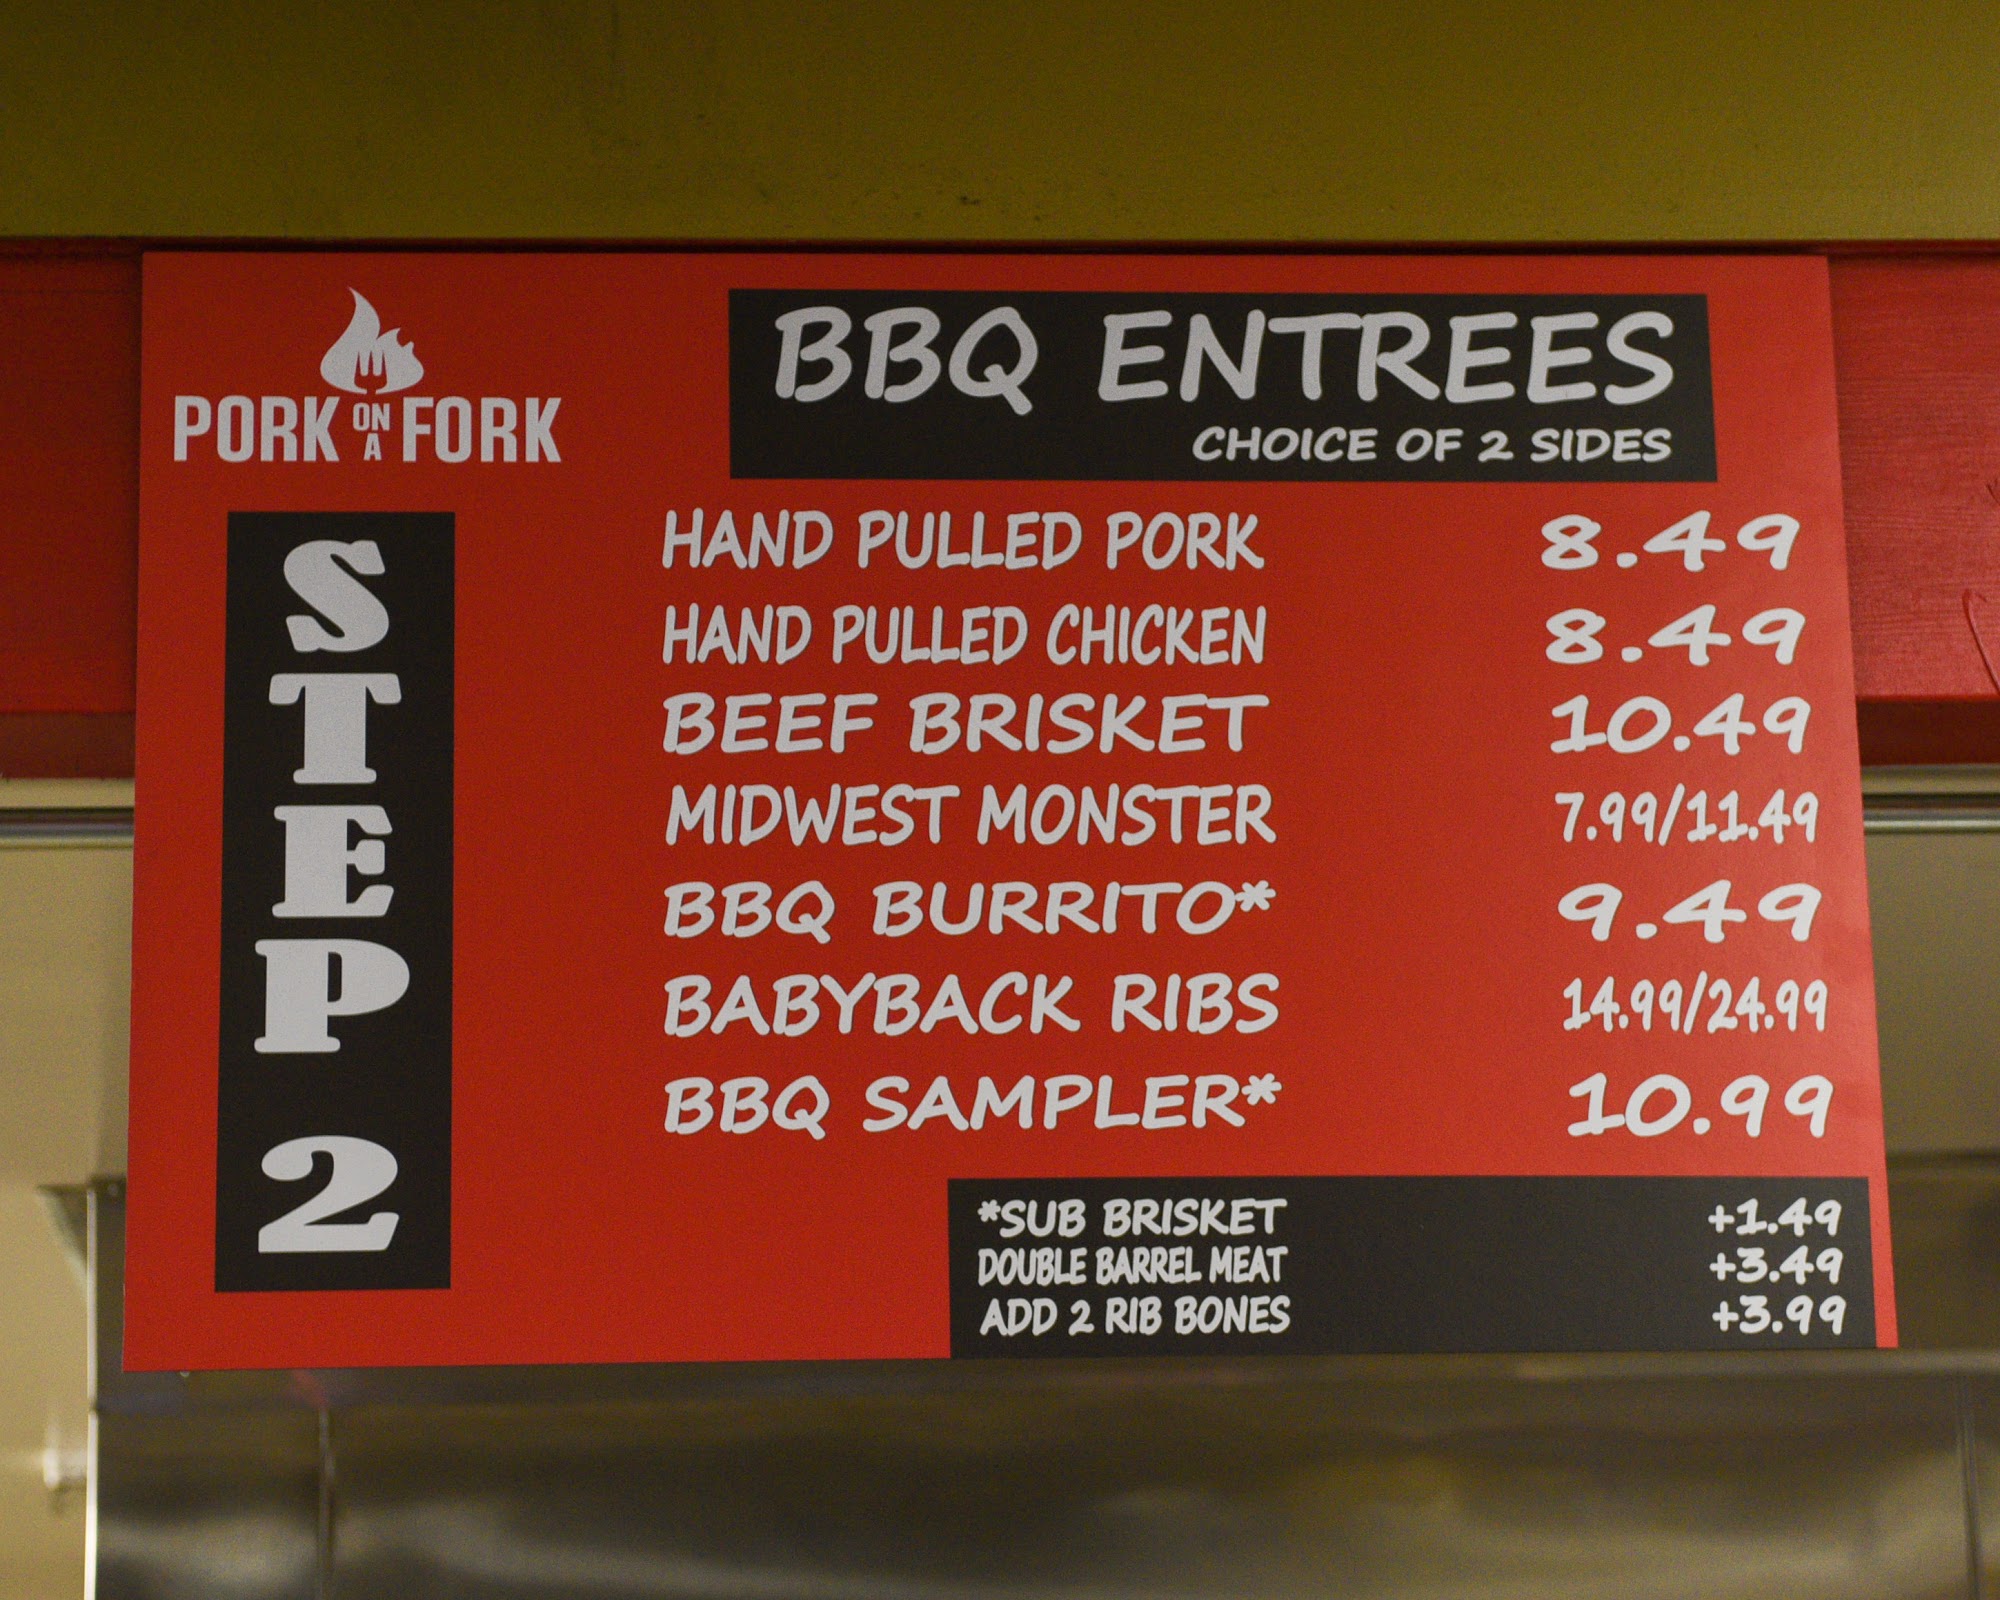 PORK ON A FORK
STEP 2
BBQ ENTREES
CHOICE OF 2 SIDES
HAND PULLED PORK 8.49
HAND PULLED CHICKEN 8.49
BEEF BRISKET 10.49
MIDWEST MONSTER 7.99/11.49
BBQ BURRITO* 9.49
BABYBACK RIBS 14.99/24.99
BBQ SAMPLER* 10.99
*SUB BRISKET +1.49
DOUBLE BARREL MEAT +3.49
ADD 2 RIB BONES +3.99